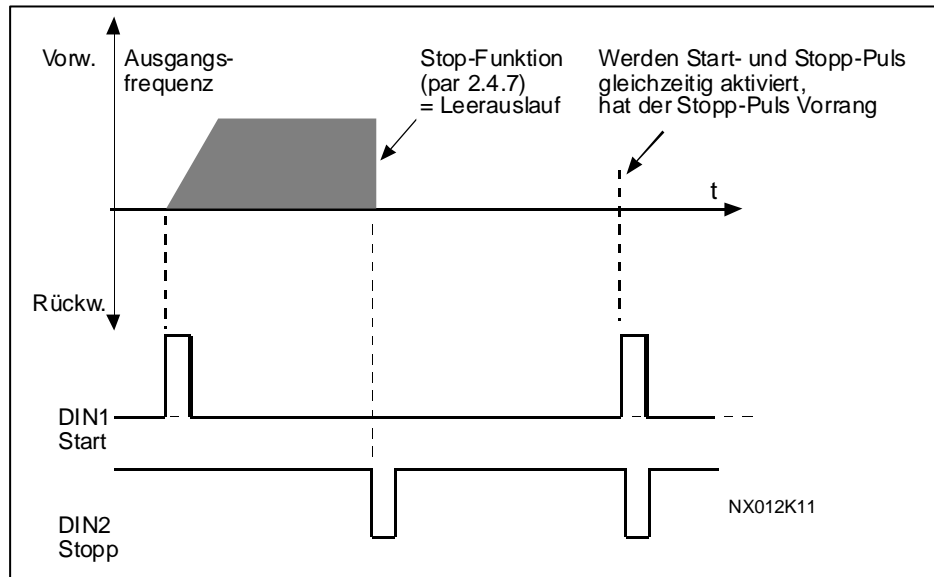 Vorw.
Ausgangs-
frequenz
Stop-Funktion
(par 2.4.7)
= Leerauslauf
Werden Start- und Stopp-Puls
gleichzeitig aktiviert,
hat der Stopp-Puls Vorrang
t
Rückw.
DIN1
Start
DIN2
Stopp
NX012K11